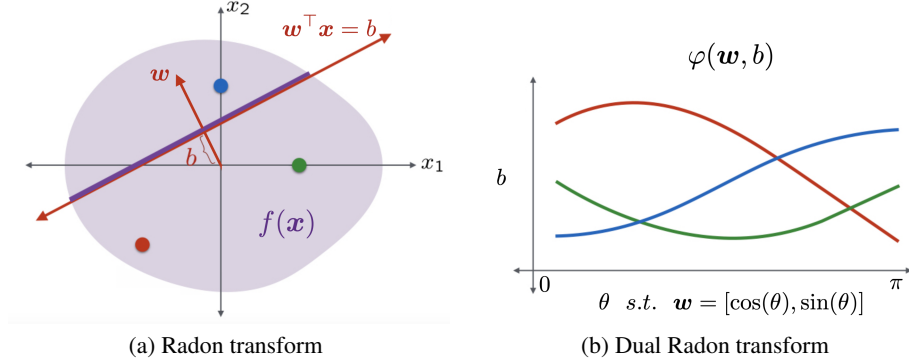 x₂
𝒘⊤𝒙 = b
𝒘
b
x₁
f(𝒙)
(a) Radon transform
φ(𝒘, b)
b
0
π
θ s.t. 𝒘 = [cos(θ), sin(θ)]
(b) Dual Radon transform